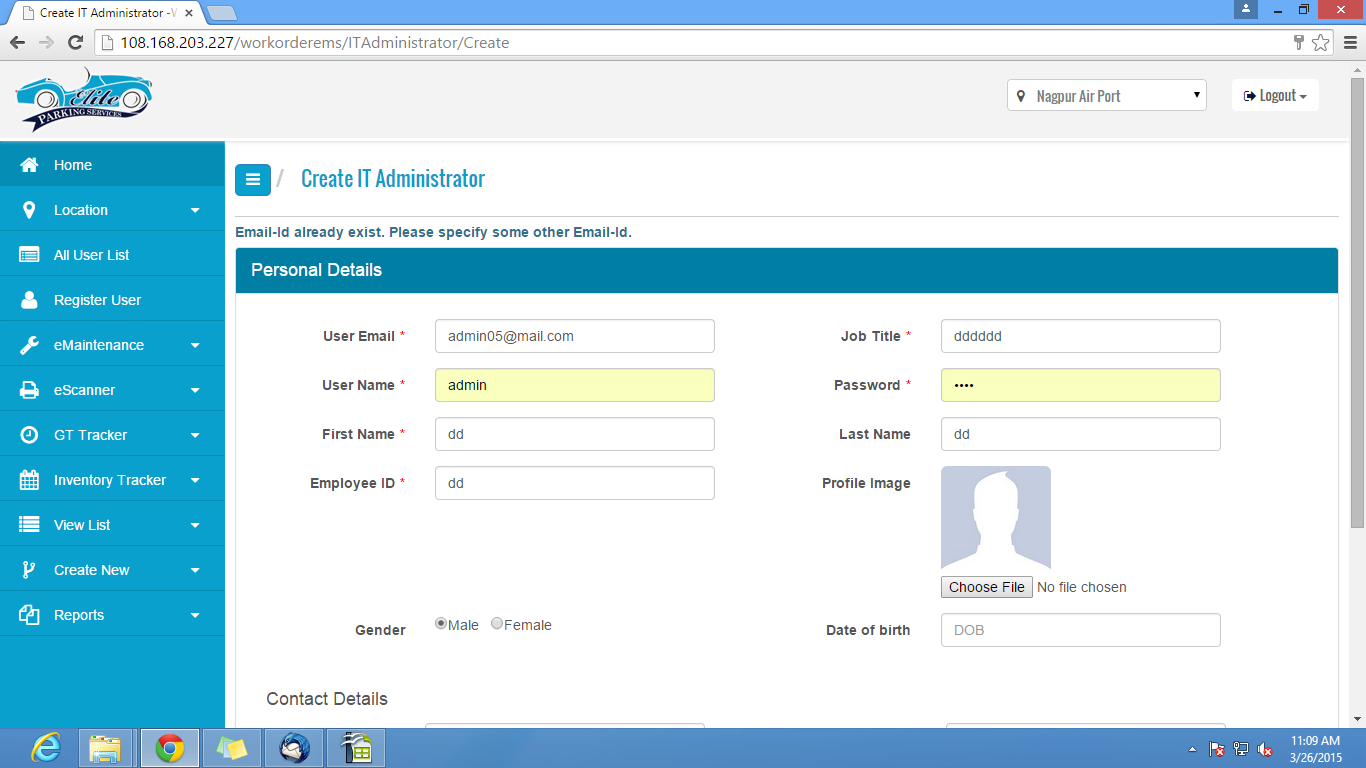 Create IT Administrator -W
108.168.203.227/workorderems/ITAdministrator/Create
Elite
PARKING SERVICES
Nagpur Air Port
Logout
Home
Location
All User List
Register User
eMaintenance
eScanner
GT Tracker
Inventory Tracker
View List
Create New
Reports
/ Create IT Administrator
Email-Id already exist. Please specify some other Email-Id.
Personal Details
User Email * admin05@mail.com Job Title * dddddd
User Name * admin Password * ••••
First Name * dd Last Name dd
Employee ID * dd Profile Image
Choose File No file chosen
Gender Male Female Date of birth DOB
Contact Details
11:09 AM
3/26/2015